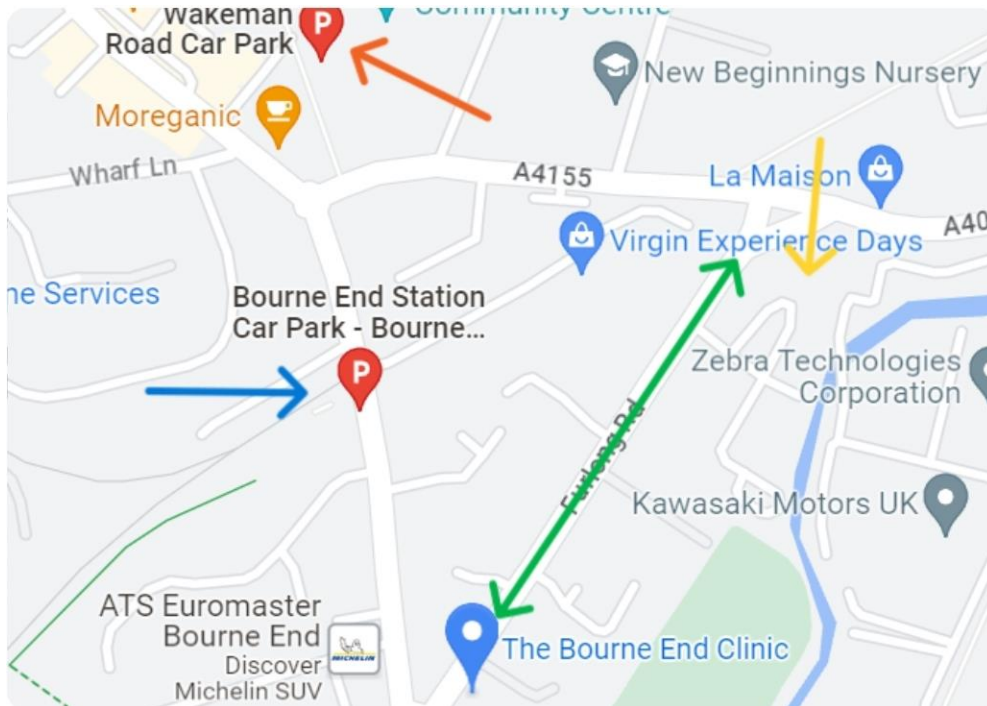 Community Centre
Wakeman
Road Car Park
P
New Beginnings Nursery
Moreganic
Wharf Ln
A4155
La Maison
A40
Virgin Experience Days
ne Services
Bourne End Station
Car Park - Bourne...
P
Zebra Technologies
Corporation
Furlong Rd
Kawasaki Motors UK
ATS Euromaster
Bourne End
Discover
Michelin SUV
MICHELIN
The Bourne End Clinic